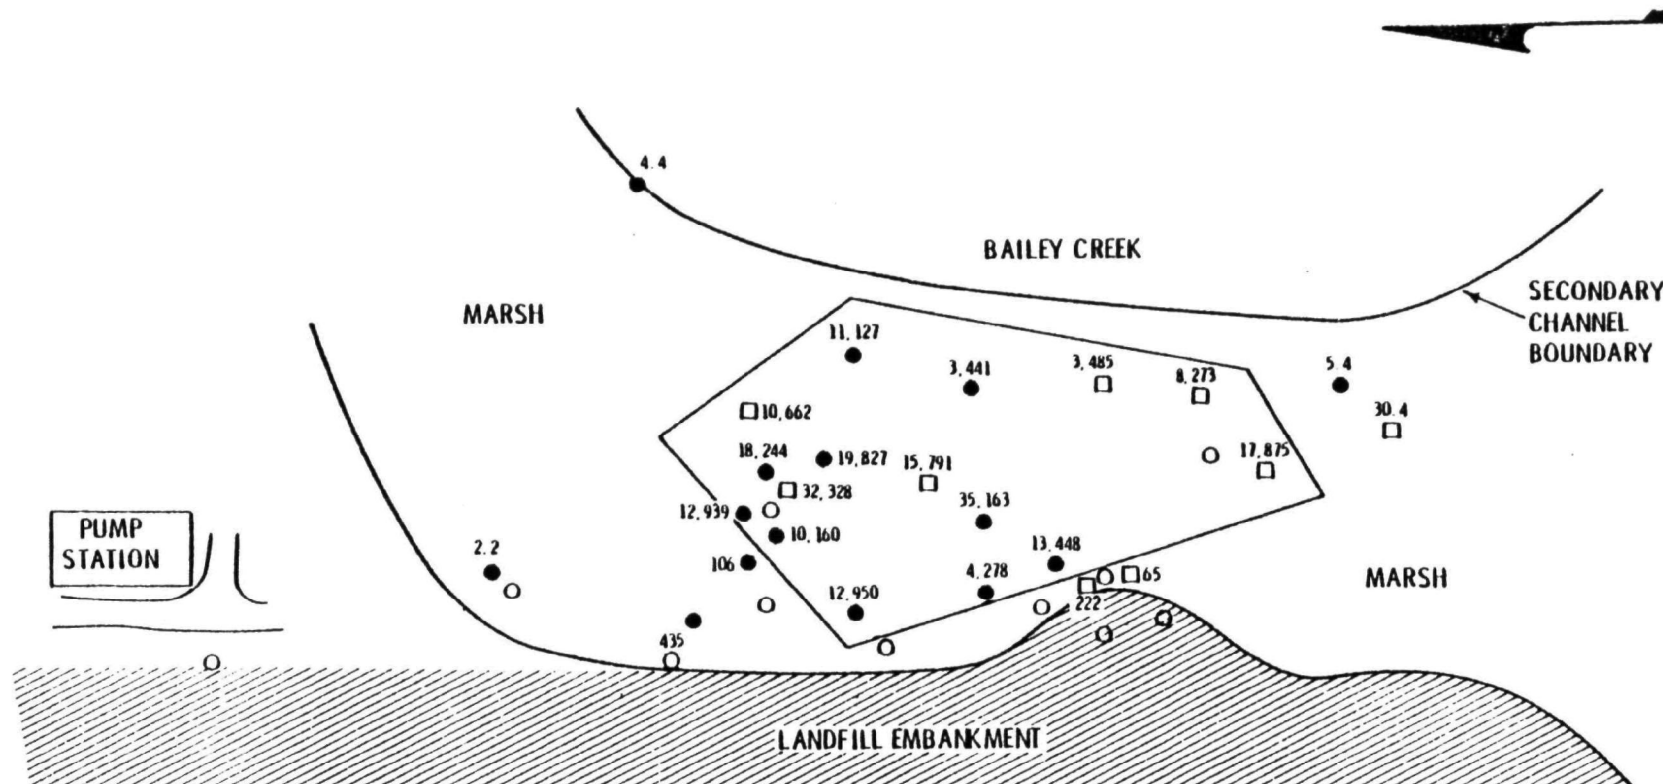 4.4
BAILEY CREEK
MARSH
SECONDARY
CHANNEL
BOUNDARY
11,127
3,441
3,485
8,273
5.4
30.4
10,662
18,244
19,827
15,791
17,875
32,328
35,163
12,939
10,160
PUMP
STATION
2.2
106
13,448
4,278
65
MARSH
12,950
222
435
LANDFILL EMBANKMENT